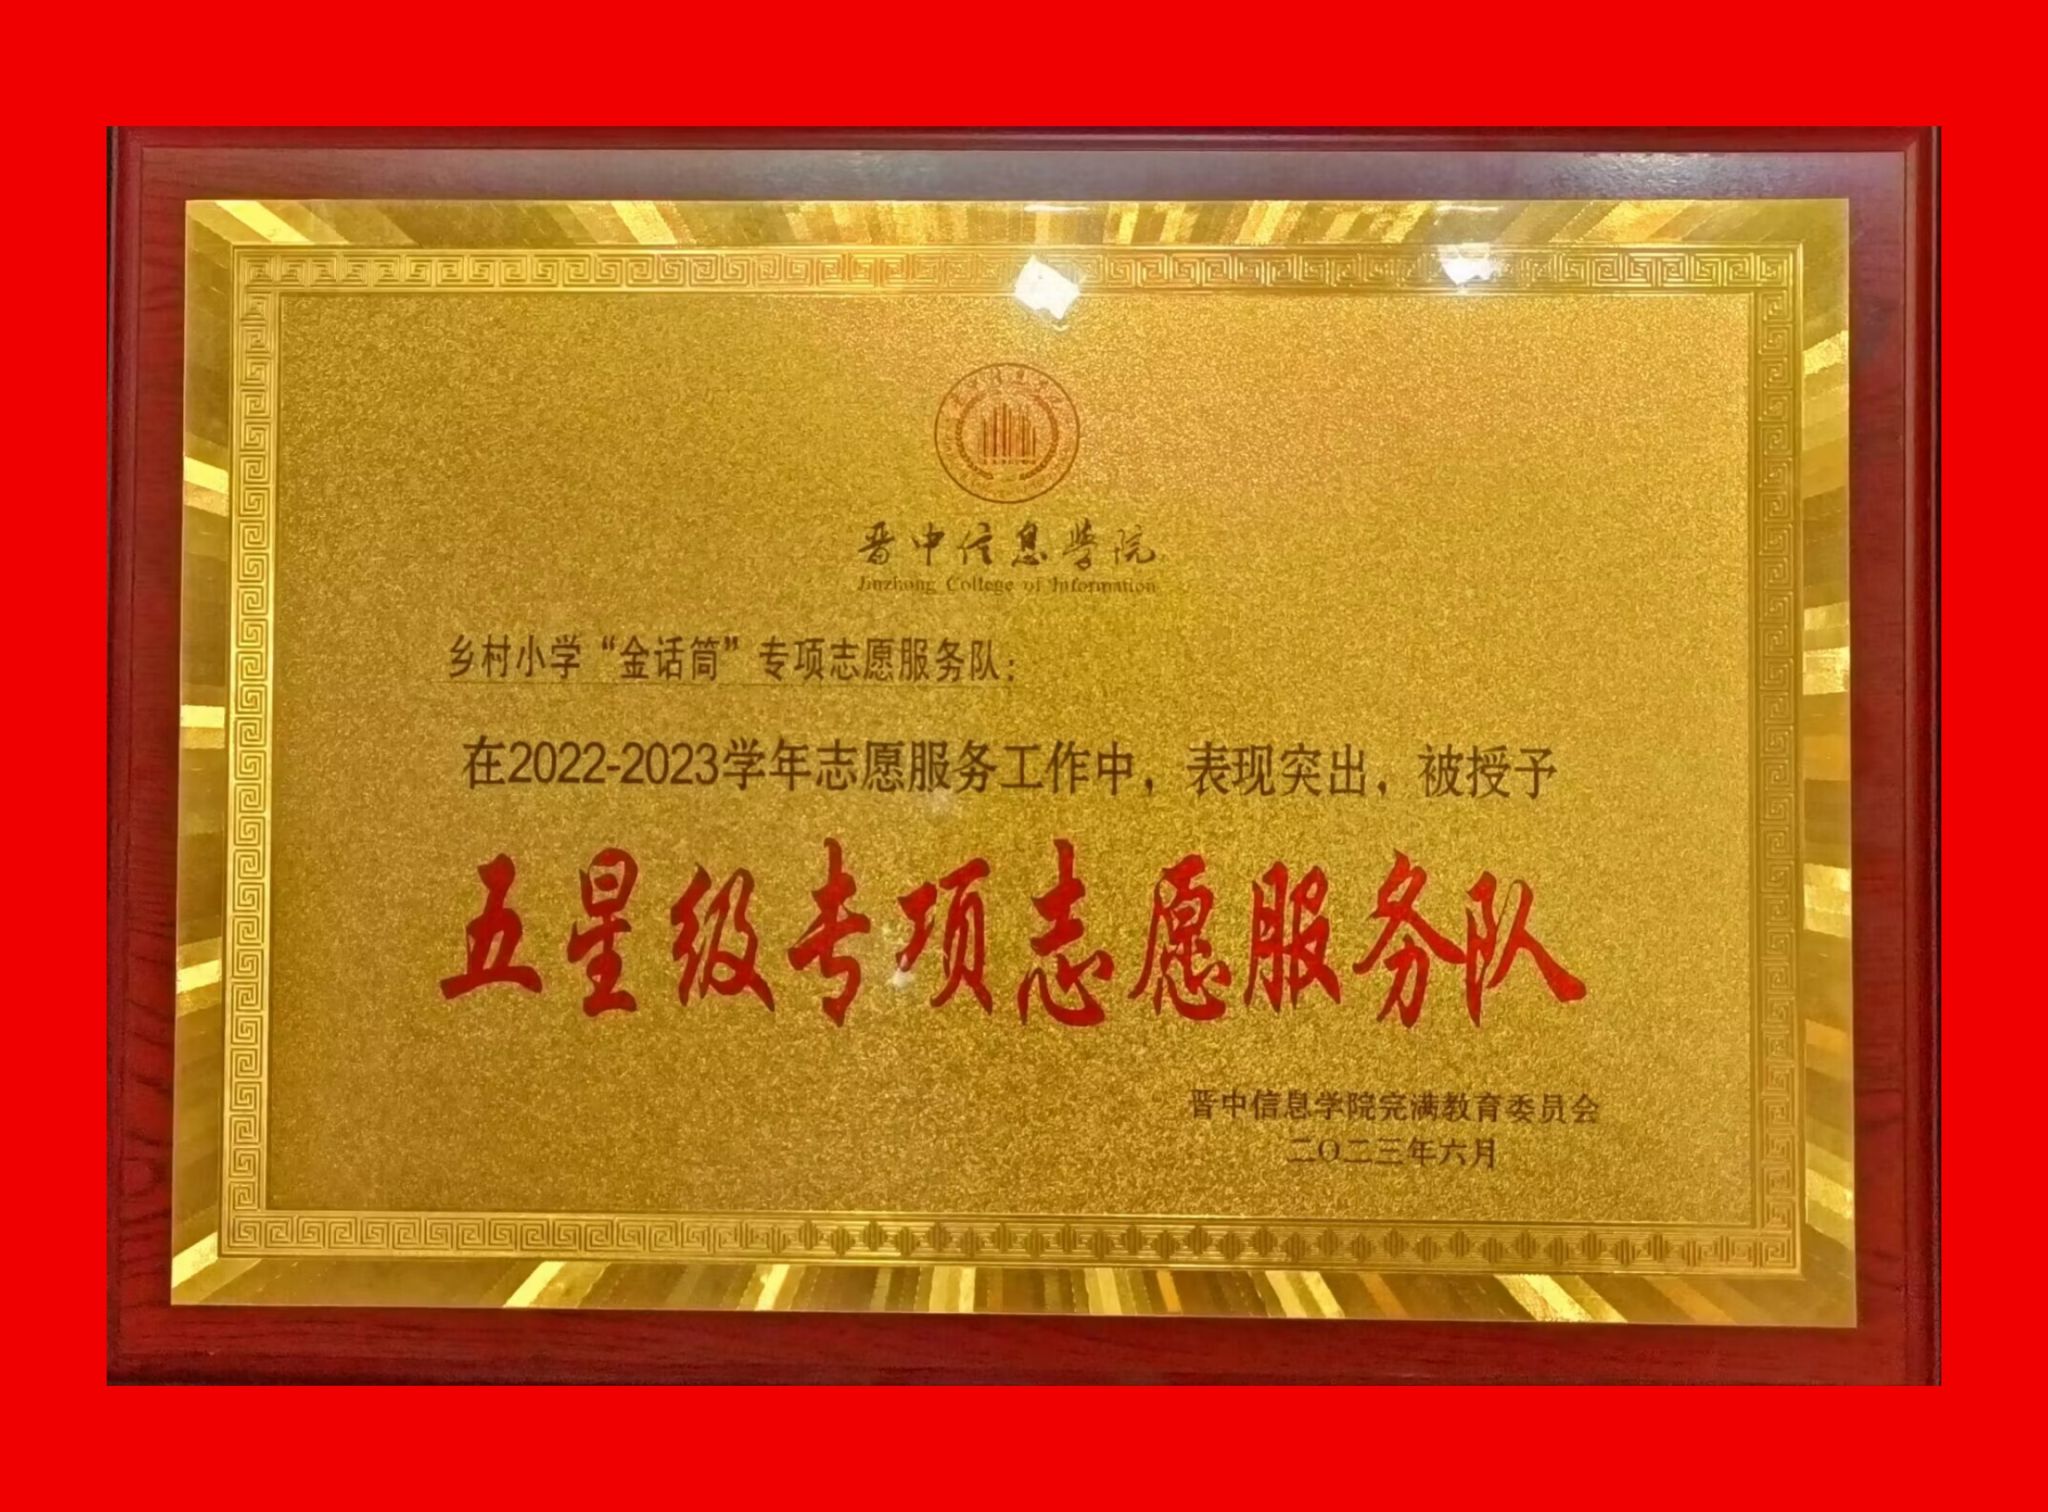 晋中信息学院
Jinzhong College of Information
乡村小学“金话筒”专项志愿服务队：
在2022-2023学年志愿服务工作中，表现突出，被授予
五星级专项志愿服务队
晋中信息学院完满教育委员会
二〇二三年六月